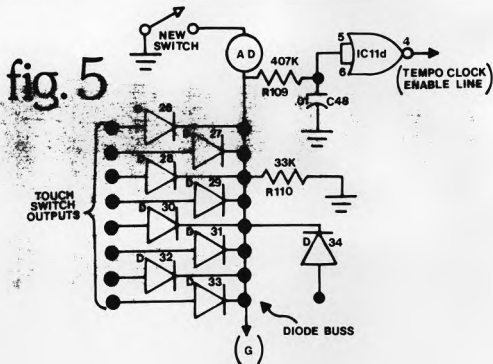 NEW
SWITCH
A D
407K
R109
.01 C48
5
6
IC11d
4
(TEMPO CLOCK
ENABLE LINE)
fig. 5
D 26
D 27
D 28
33K
R110
TOUCH
SWITCH
OUTPUTS
D 29
D 30
D 31
D 34
D 32
D 33
DIODE BUSS
(G)